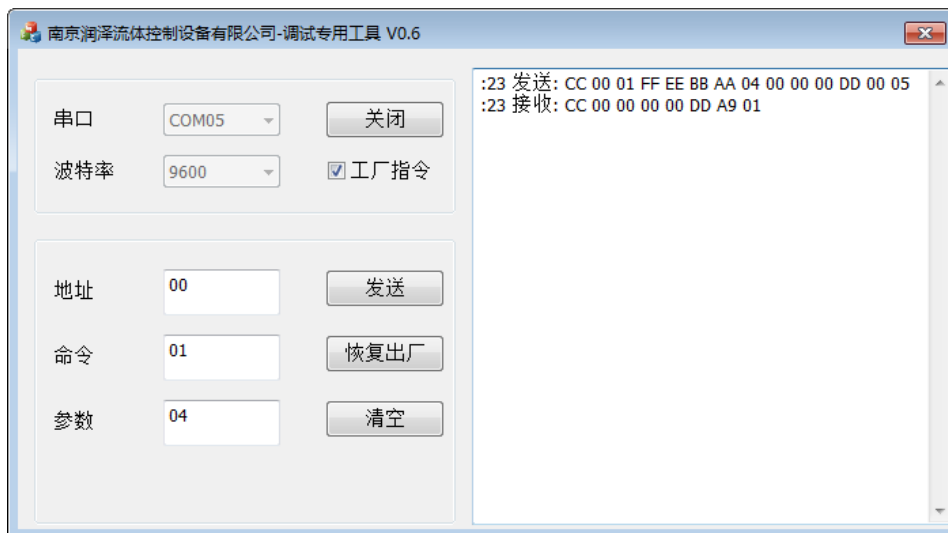 南京润泽流体控制设备有限公司-调试专用工具 V0.6
串口
COM05
关闭
波特率
9600
工厂指令
地址
00
发送
命令
01
恢复出厂
参数
04
清空
:23 发送: CC 00 01 FF EE BB AA 04 00 00 00 DD 00 05
:23 接收: CC 00 00 00 00 DD A9 01